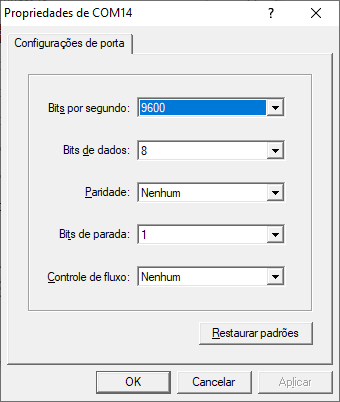 Propriedades de COM14
Configurações de porta
Bits por segundo: 9600
Bits de dados: 8
Paridade: Nenhum
Bits de parada: 1
Controle de fluxo: Nenhum
Restaurar padrões
OK Cancelar Aplicar